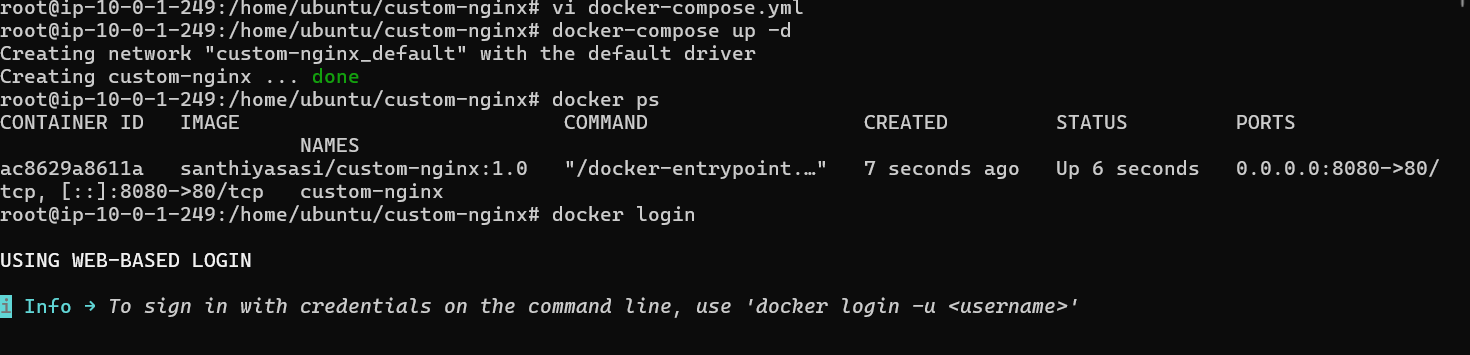 root@ip-10-0-1-249:/home/ubuntu/custom-nginx# vi docker-compose.yml
root@ip-10-0-1-249:/home/ubuntu/custom-nginx# docker-compose up -d
Creating network "custom-nginx_default" with the default driver
Creating custom-nginx ... done
root@ip-10-0-1-249:/home/ubuntu/custom-nginx# docker ps
CONTAINER ID   IMAGE                           COMMAND                  CREATED         STATUS         PORTS
                         NAMES
ac8629a8611a   santhiyasasi/custom-nginx:1.0   "/docker-entrypoint.…"   7 seconds ago   Up 6 seconds   0.0.0.0:8080->80/
tcp, [::]:8080->80/tcp   custom-nginx
root@ip-10-0-1-249:/home/ubuntu/custom-nginx# docker login
USING WEB-BASED LOGIN
i Info → To sign in with credentials on the command line, use 'docker login -u <username>'